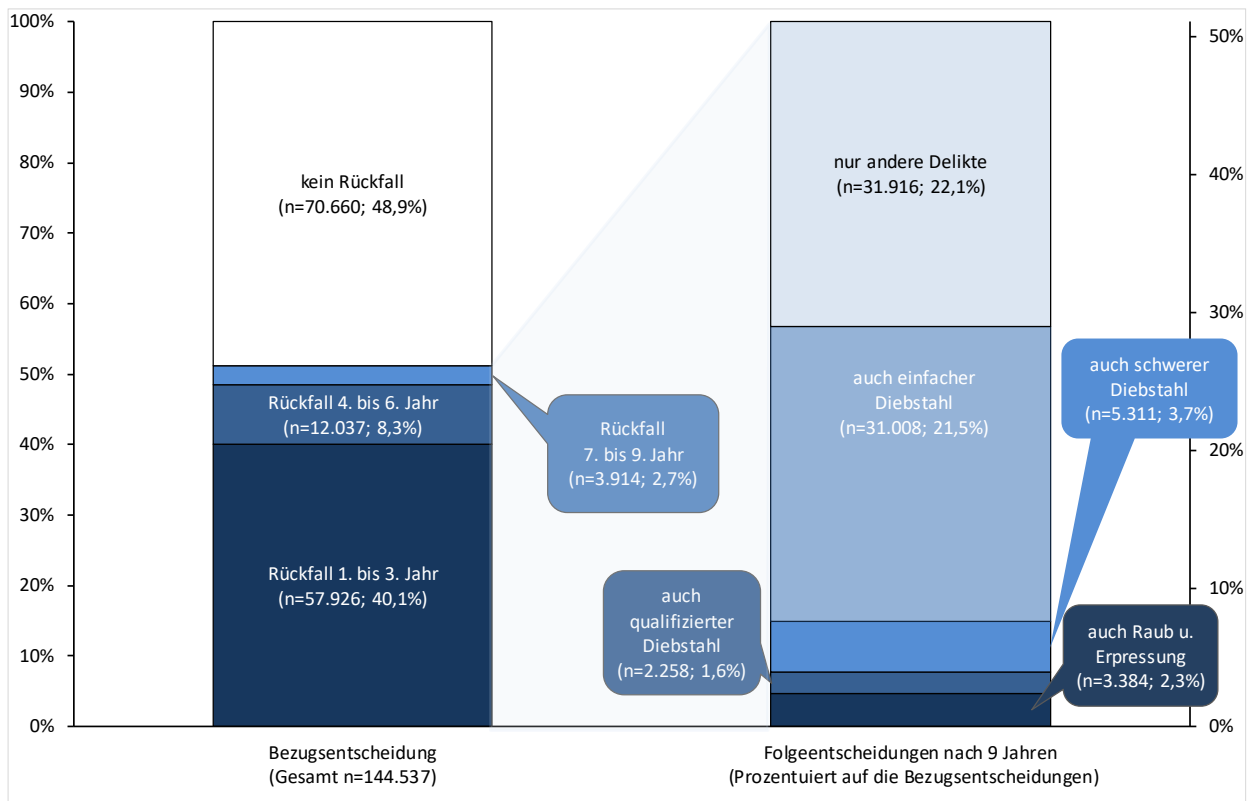 100%
90%
80%
70%
60%
50%
40%
30%
20%
10%
0%
kein Rückfall
(n=70.660; 48,9%)
Rückfall 4. bis 6. Jahr
(n=12.037; 8,3%)
Rückfall 1. bis 3. Jahr
(n=57.926; 40,1%)
Rückfall
7. bis 9. Jahr
(n=3.914; 2,7%)
nur andere Delikte
(n=31.916; 22,1%)
auch einfacher
Diebstahl
(n=31.008; 21,5%)
auch schwerer
Diebstahl
(n=5.311; 3,7%)
auch
qualifizierter
Diebstahl
(n=2.258; 1,6%)
auch Raub u.
Erpressung
(n=3.384; 2,3%)
50%
40%
30%
20%
10%
0%
Bezugsentscheidung
(Gesamt n=144.537)
Folgeentscheidungen nach 9 Jahren
(Prozentuiert auf die Bezugsentscheidungen)